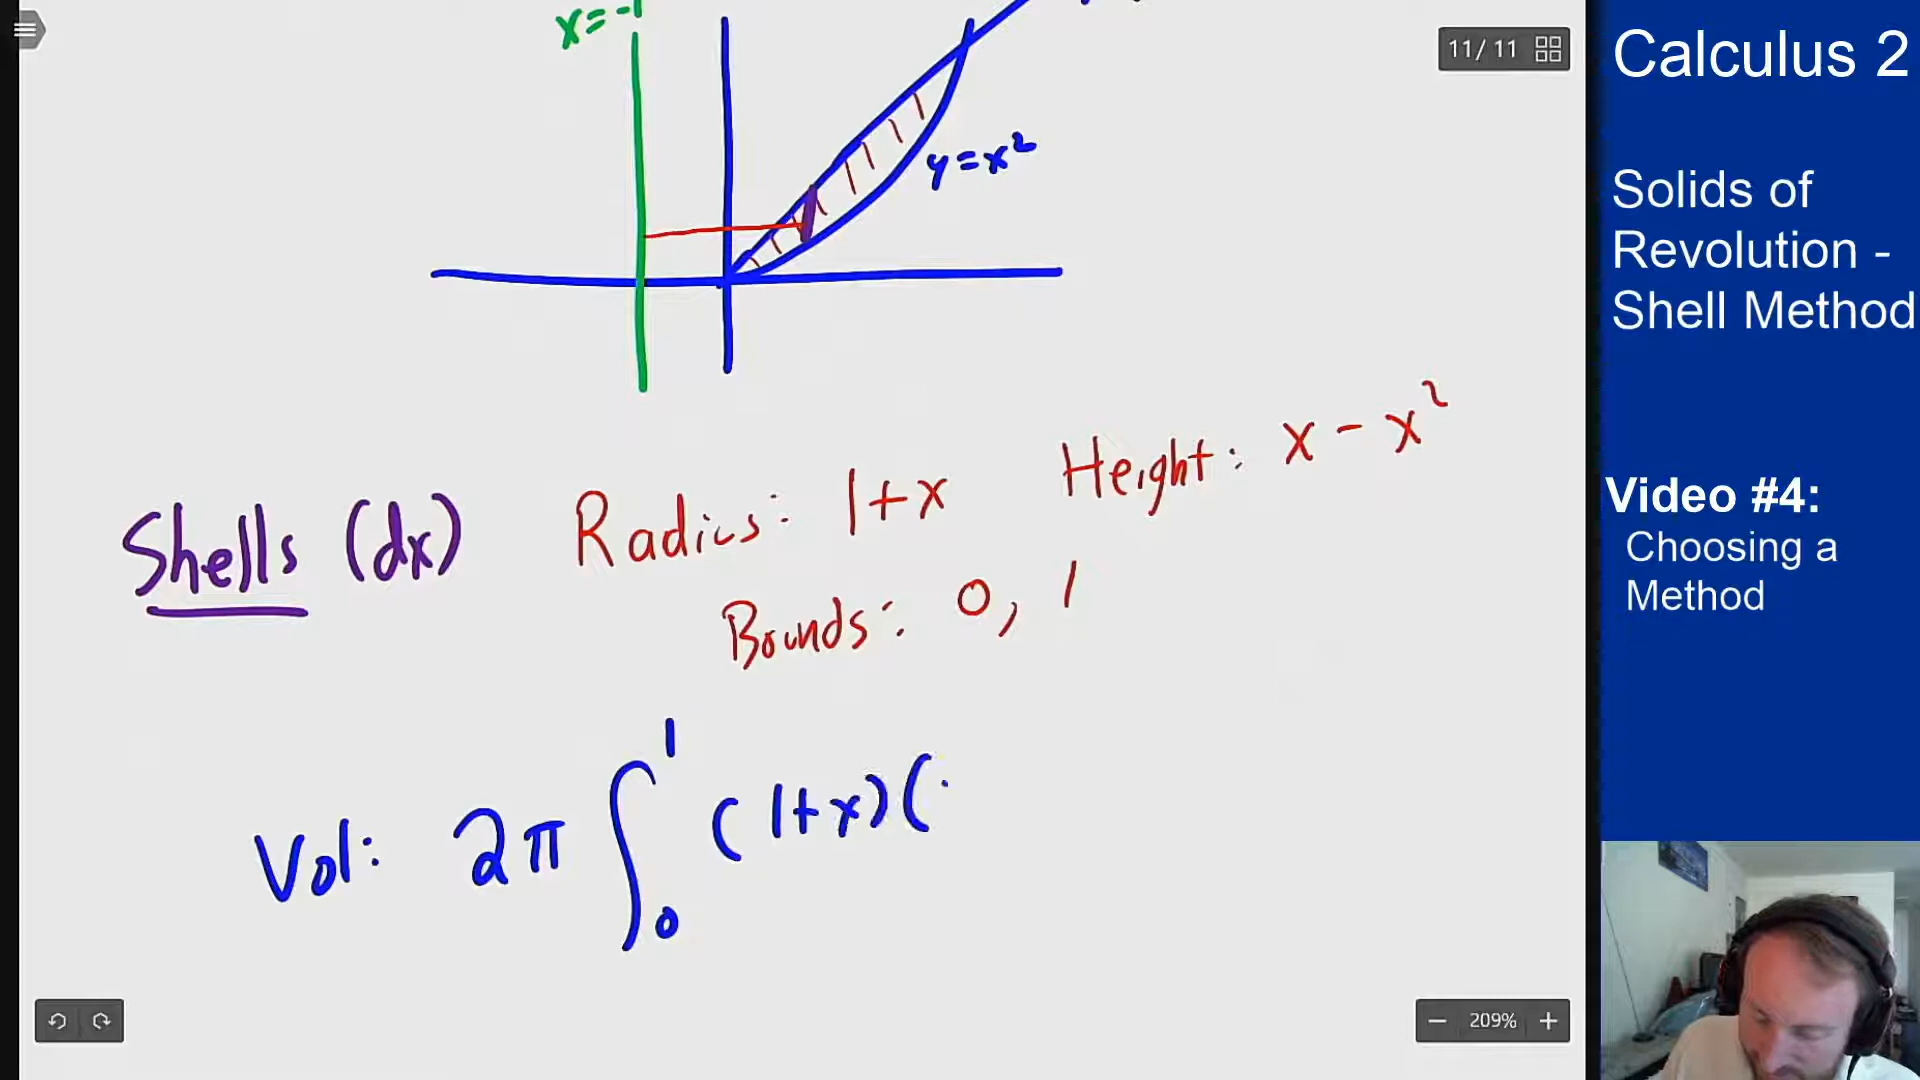 x=-1
11/11
y=x²
Shells (dx)
Radius: 1+x
Height: x-x²
Bounds: 0, 1
Vol: 2π ∫₀¹ (1+x)(
209%
Calculus 2
Solids of
Revolution -
Shell Method
Video #4:
Choosing a
Method